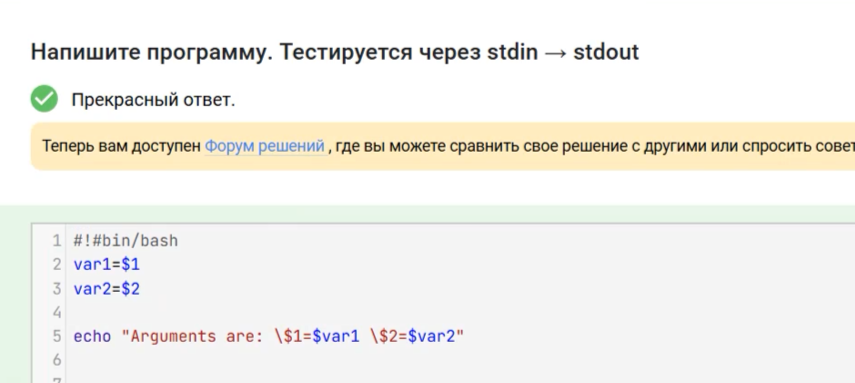 Напишите программу. Тестируется через stdin → stdout
Прекрасный ответ.
Теперь вам доступен Форум решений , где вы можете сравнить свое решение с другими или спросить совет
1 #!#bin/bash
2 var1=$1
3 var2=$2
4
5 echo "Arguments are: \$1=$var1 \$2=$var2"
6
7